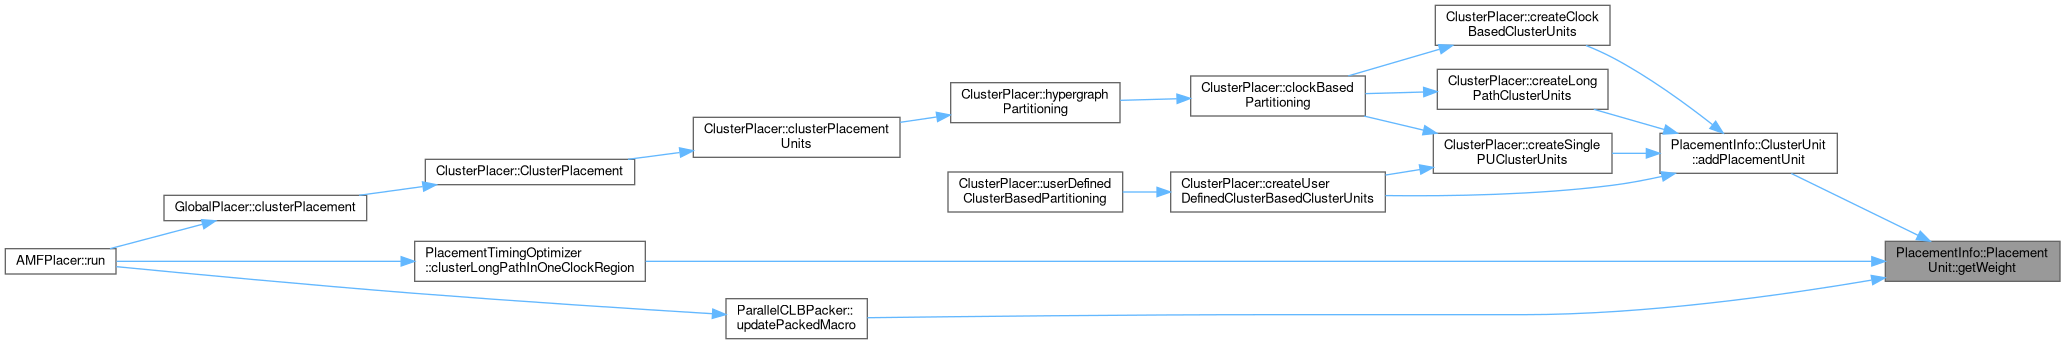 ClusterPlacer::createClock
BasedClusterUnits
ClusterPlacer::createLong
PathClusterUnits
ClusterPlacer::clockBased
Partitioning
ClusterPlacer::hypergraph
Partitioning
ClusterPlacer::clusterPlacement
Units
ClusterPlacer::createSingle
PUClusterUnits
PlacementInfo::ClusterUnit
::addPlacementUnit
ClusterPlacer::ClusterPlacement
ClusterPlacer::userDefined
ClusterBasedPartitioning
ClusterPlacer::createUser
DefinedClusterBasedClusterUnits
GlobalPlacer::clusterPlacement
AMFPlacer::run
PlacementTimingOptimizer
::clusterLongPathInOneClockRegion
PlacementInfo::Placement
Unit::getWeight
ParallelCLBPacker::
updatePackedMacro